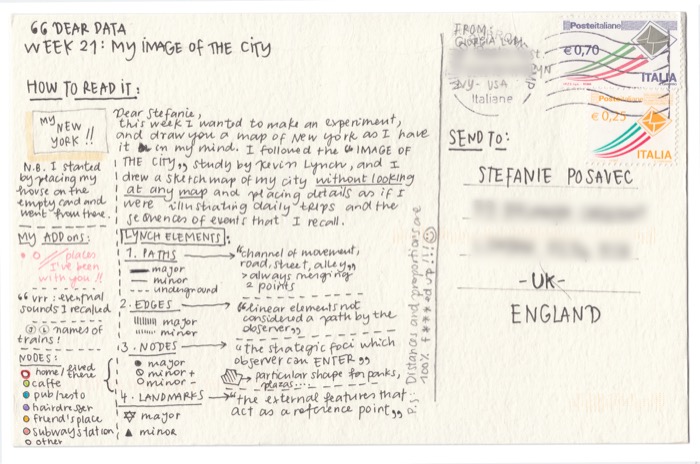 ❝ DEAR DATA
WEEK 21: MY IMAGE OF THE CITY
HOW TO READ IT:
MY
NEW
YORK !!
N.B. I started
by placing my
house on the
empty card and
went from there.
MY ADD ons:
places
I've been
with you!!
❝ vrr: eventual
sounds I recalled
names of
trains!
NODES:
home/lived there
caffe
pub/resto
hairdresser
friend's place
subway station
other
Dear Stefanie,
this week I wanted to make an experiment,
and draw you a map of New York as I have
it in my mind. I followed the ❝IMAGE OF
THE CITY❞ study by Kevin Lynch, and I
drew a sketch map of my city without looking
at any map and placing details as if I
were illustrating daily trips and the
sequences of events that I recall.
LYNCH ELEMENTS:
1. PATHS → ❝channel of movement,
road, street, alley❞
> always merging
2 points
major
minor
underground
2. EDGES → ❝linear elements not
considered a path by the
observer❞
major
minor
3. NODES → ❝the strategic foci which
observer can ENTER❞
major
minor +
minor -
→ particular shape for parks,
plazas....
4. LANDMARKS → ❝the external features that
act as a reference point❞
major
minor
P.S: Distances and proportions are
100%
FROM:
GIORGIA
NY - USA
Italiane
Posteitaliane
€0,70
ITALIA
Posteitaliane
€0,25
ITALIA
SEND TO:
STEFANIE POSAVEC
-UK-
ENGLAND